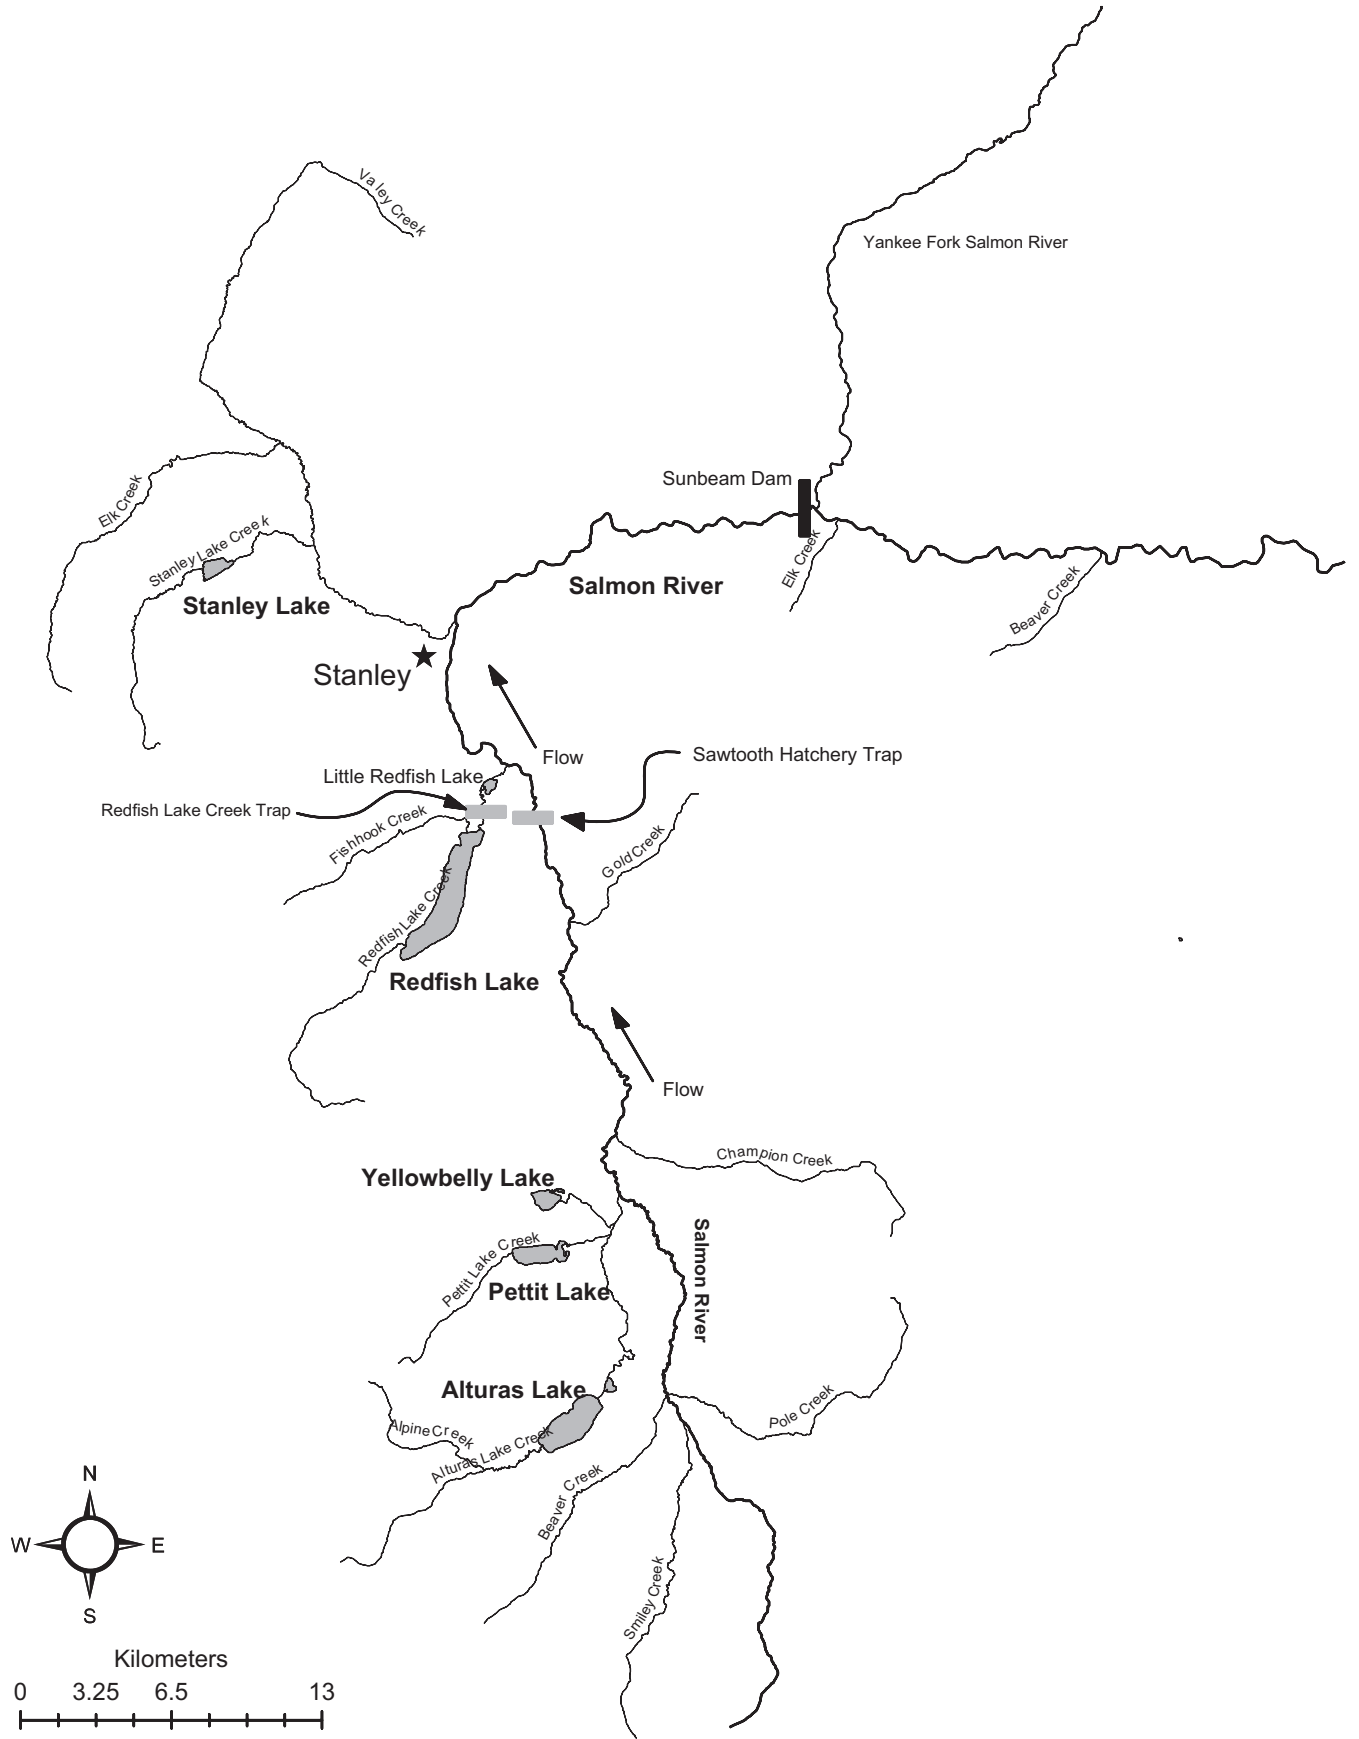 Valley Creek
Yankee Fork Salmon River
Sunbeam Dam
Elk Creek
Stanley Lake Creek
Elk Creek
Salmon River
Stanley Lake
Beaver Creek
Stanley
Flow
Sawtooth Hatchery Trap
Little Redfish Lake
Redfish Lake Creek Trap
Fishhook Creek
Gold Creek
Redfish Lake Creek
Redfish Lake
Flow
Champion Creek
Yellowbelly Lake
Salmon River
Pettit Lake Creek
Pettit Lake
Alturas Lake
Pole Creek
Alpine Creek
Alturas Lake Creek
Beaver Creek
Smiley Creek
N
W E
S
Kilometers
0 3.25 6.5 13